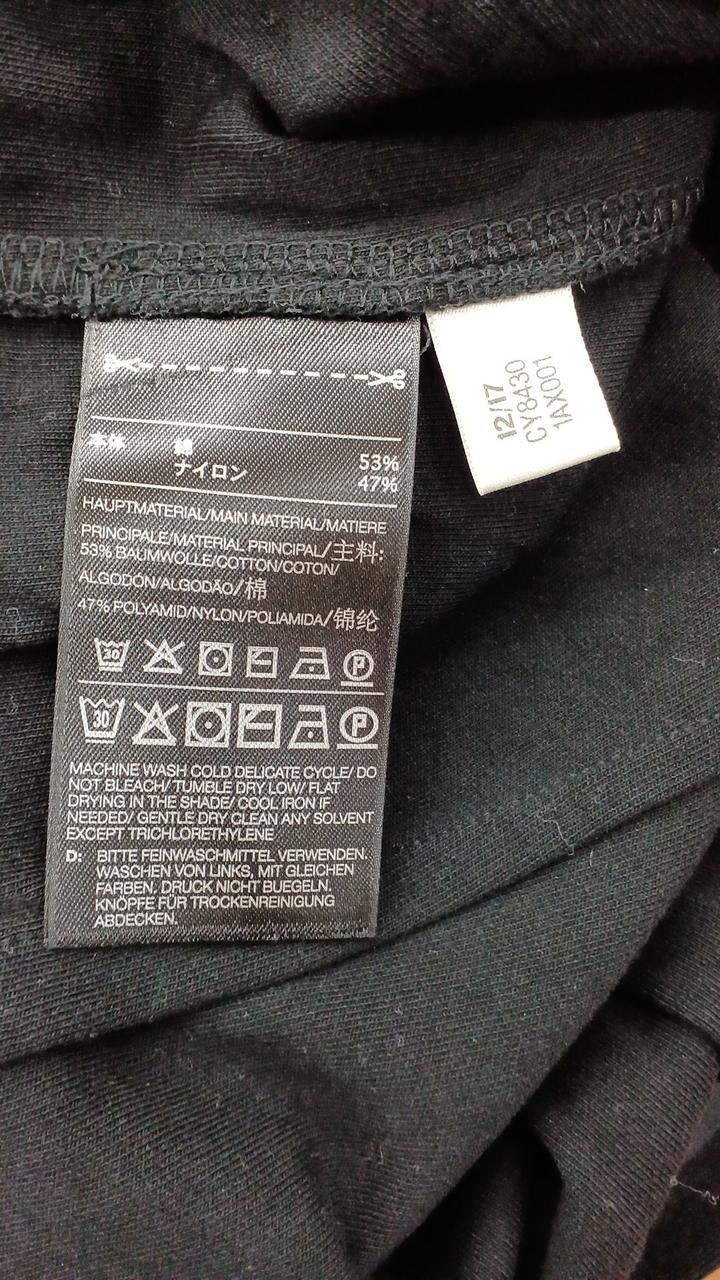 本体 綿 53%
ナイロン 47%
HAUPTMATERIAL/MAIN MATERIAL/MATIERE
PRINCIPALE/MATERIAL PRINCIPAL/主料:
53% BAUMWOLLE/COTTON/COTON/
ALGODÓN/ALGODÃO/棉
47% POLYAMID/NYLON/POLIAMIDA/锦纶
30 P
30 P
MACHINE WASH COLD DELICATE CYCLE/ DO
NOT BLEACH/ TUMBLE DRY LOW/ FLAT
DRYING IN THE SHADE/ COOL IRON IF
NEEDED/ GENTLE DRY CLEAN ANY SOLVENT
EXCEPT TRICHLORETHYLENE
D: BITTE FEINWASCHMITTEL VERWENDEN.
WASCHEN VON LINKS, MIT GLEICHEN
FARBEN. DRUCK NICHT BUEGELN.
KNÖPFE FÜR TROCKENREINIGUNG
ABDECKEN.
12/17
CY8430
1AX001